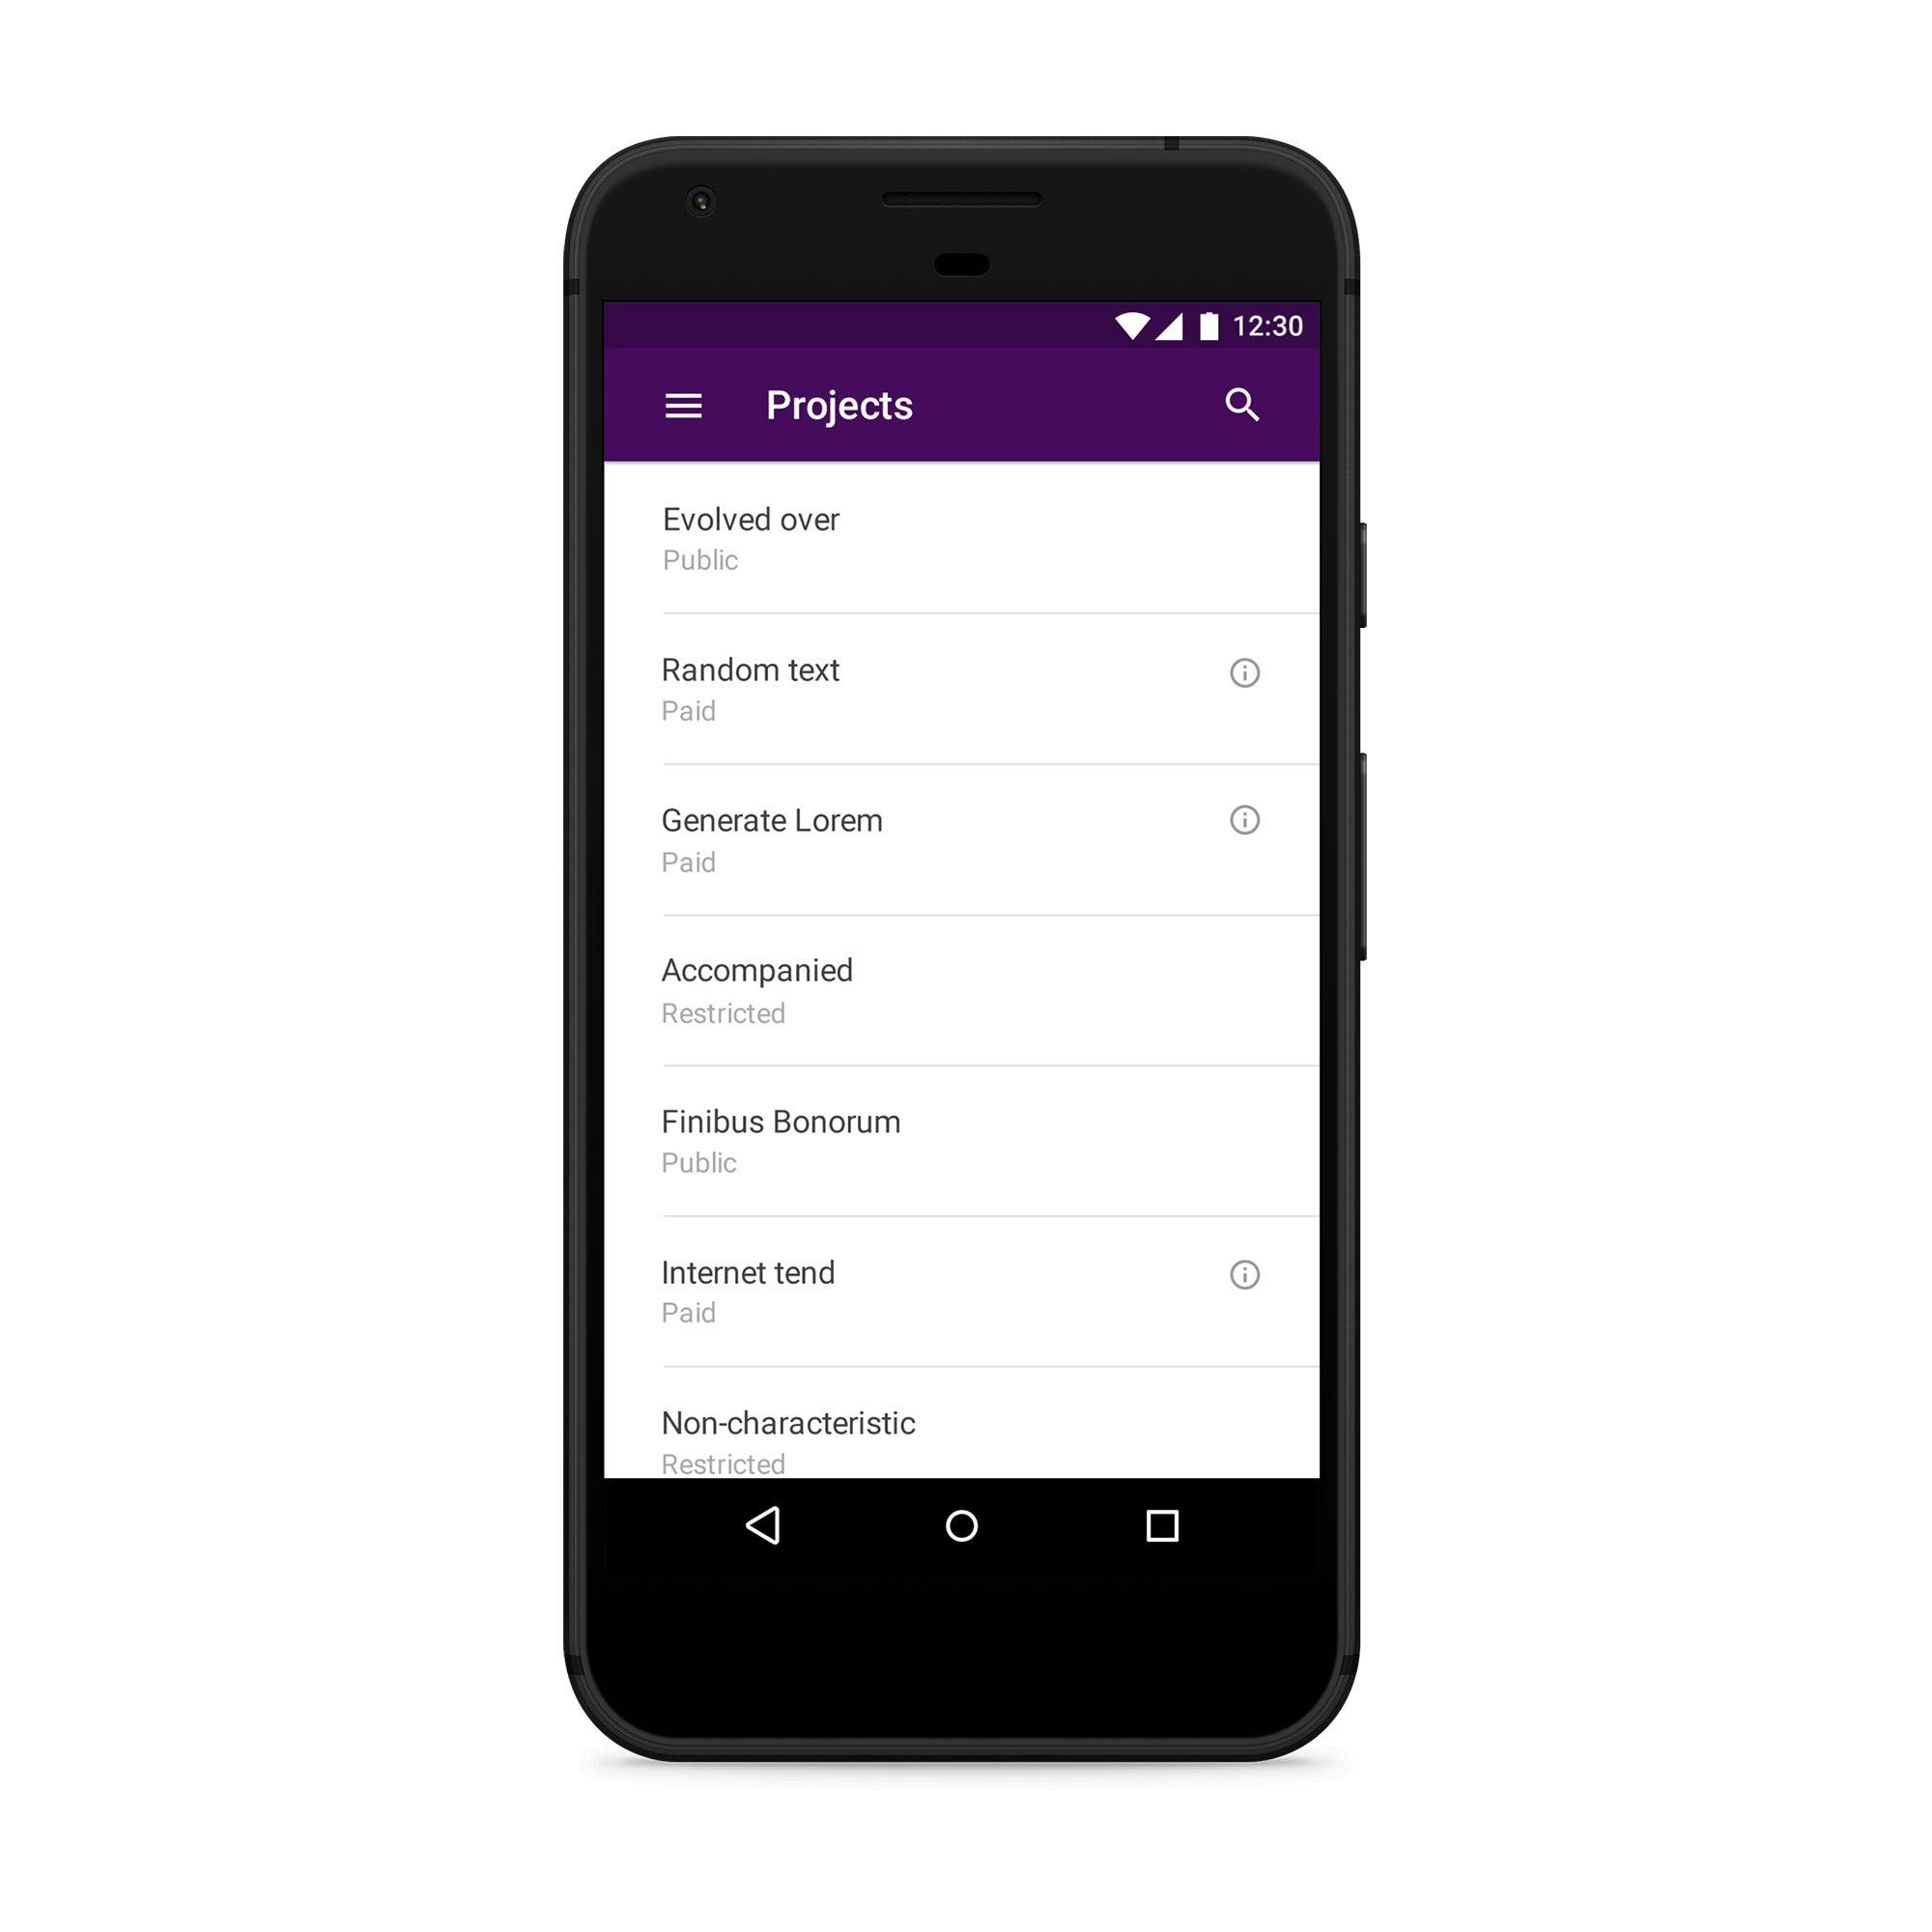 12:30
Projects
Evolved over
Public
Random text
Paid
Generate Lorem
Paid
Accompanied
Restricted
Finibus Bonorum
Public
Internet tend
Paid
Non-characteristic
Restricted